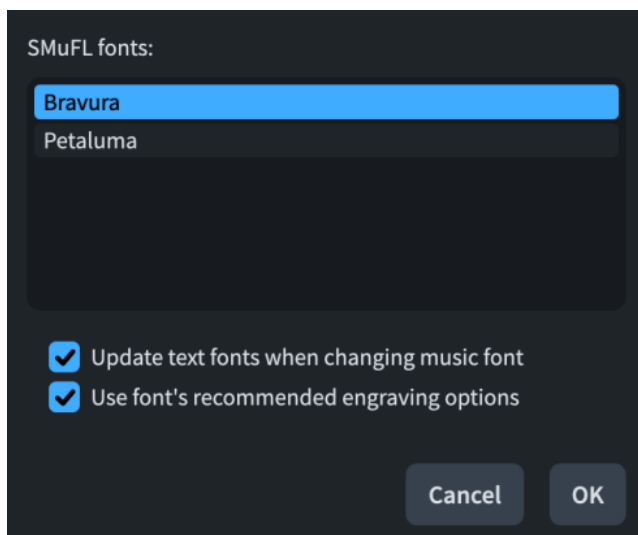 SMuFL fonts:
Bravura
Petaluma
Update text fonts when changing music font
Use font's recommended engraving options
Cancel OK